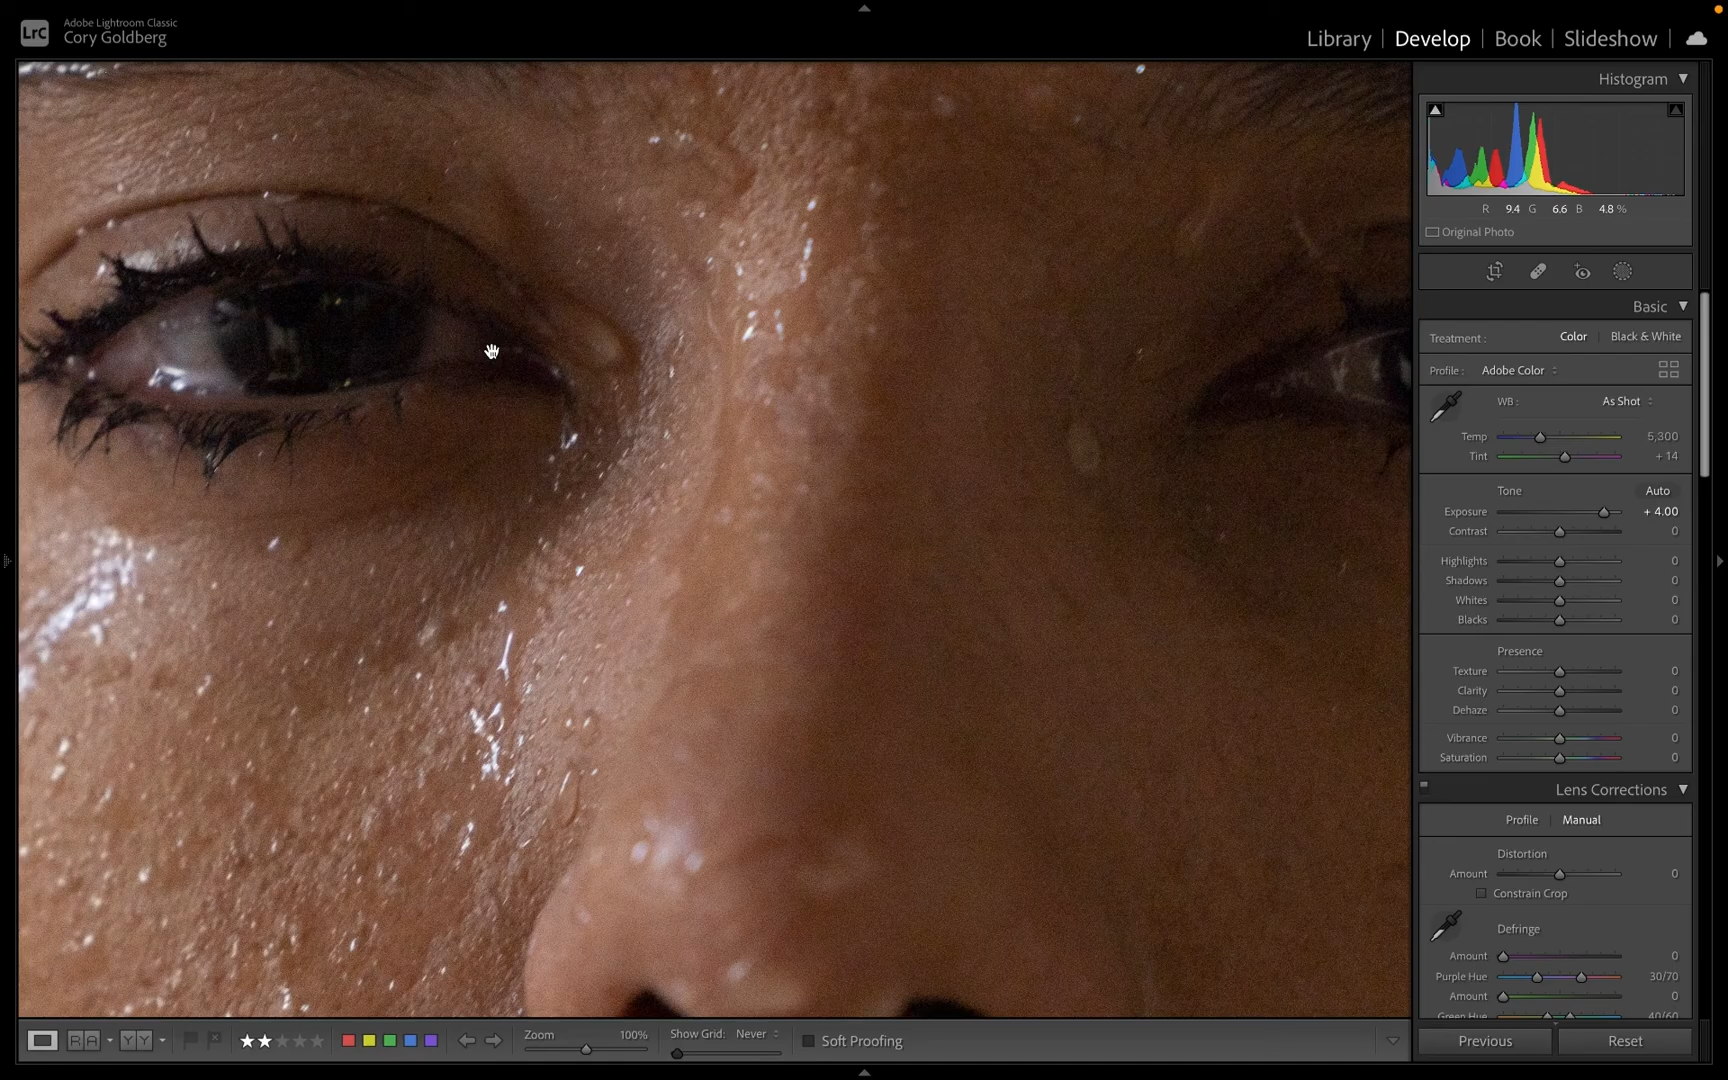 LrC
Adobe Lightroom Classic
Cory Goldberg
Library | Develop | Book | Slideshow |
Histogram
R 9.4 G 6.6 B 4.8 %
Original Photo
Basic
Treatment : Color | Black & White
Profile : Adobe Color
WB : As Shot
Temp 5,300
Tint + 14
Tone Auto
Exposure + 4.00
Contrast 0
Highlights 0
Shadows 0
Whites 0
Blacks 0
Presence
Texture 0
Clarity 0
Dehaze 0
Vibrance 0
Saturation 0
Lens Corrections
Profile | Manual
Distortion
Amount 0
Constrain Crop
Defringe
Amount 0
Purple Hue 30/70
Amount 0
Green Hue 40/60
R A Y Y Zoom 100% Show Grid: Never Soft Proofing
Previous Reset